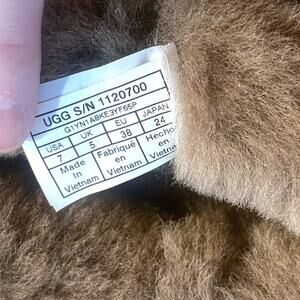 UGG S/N 1120700
G1YN1ABKE3YF65P
USA UK EU JAPAN
7 5 38 24
Made Fabriqué Hecho
in en en
Vietnam Vietnam Vietnam